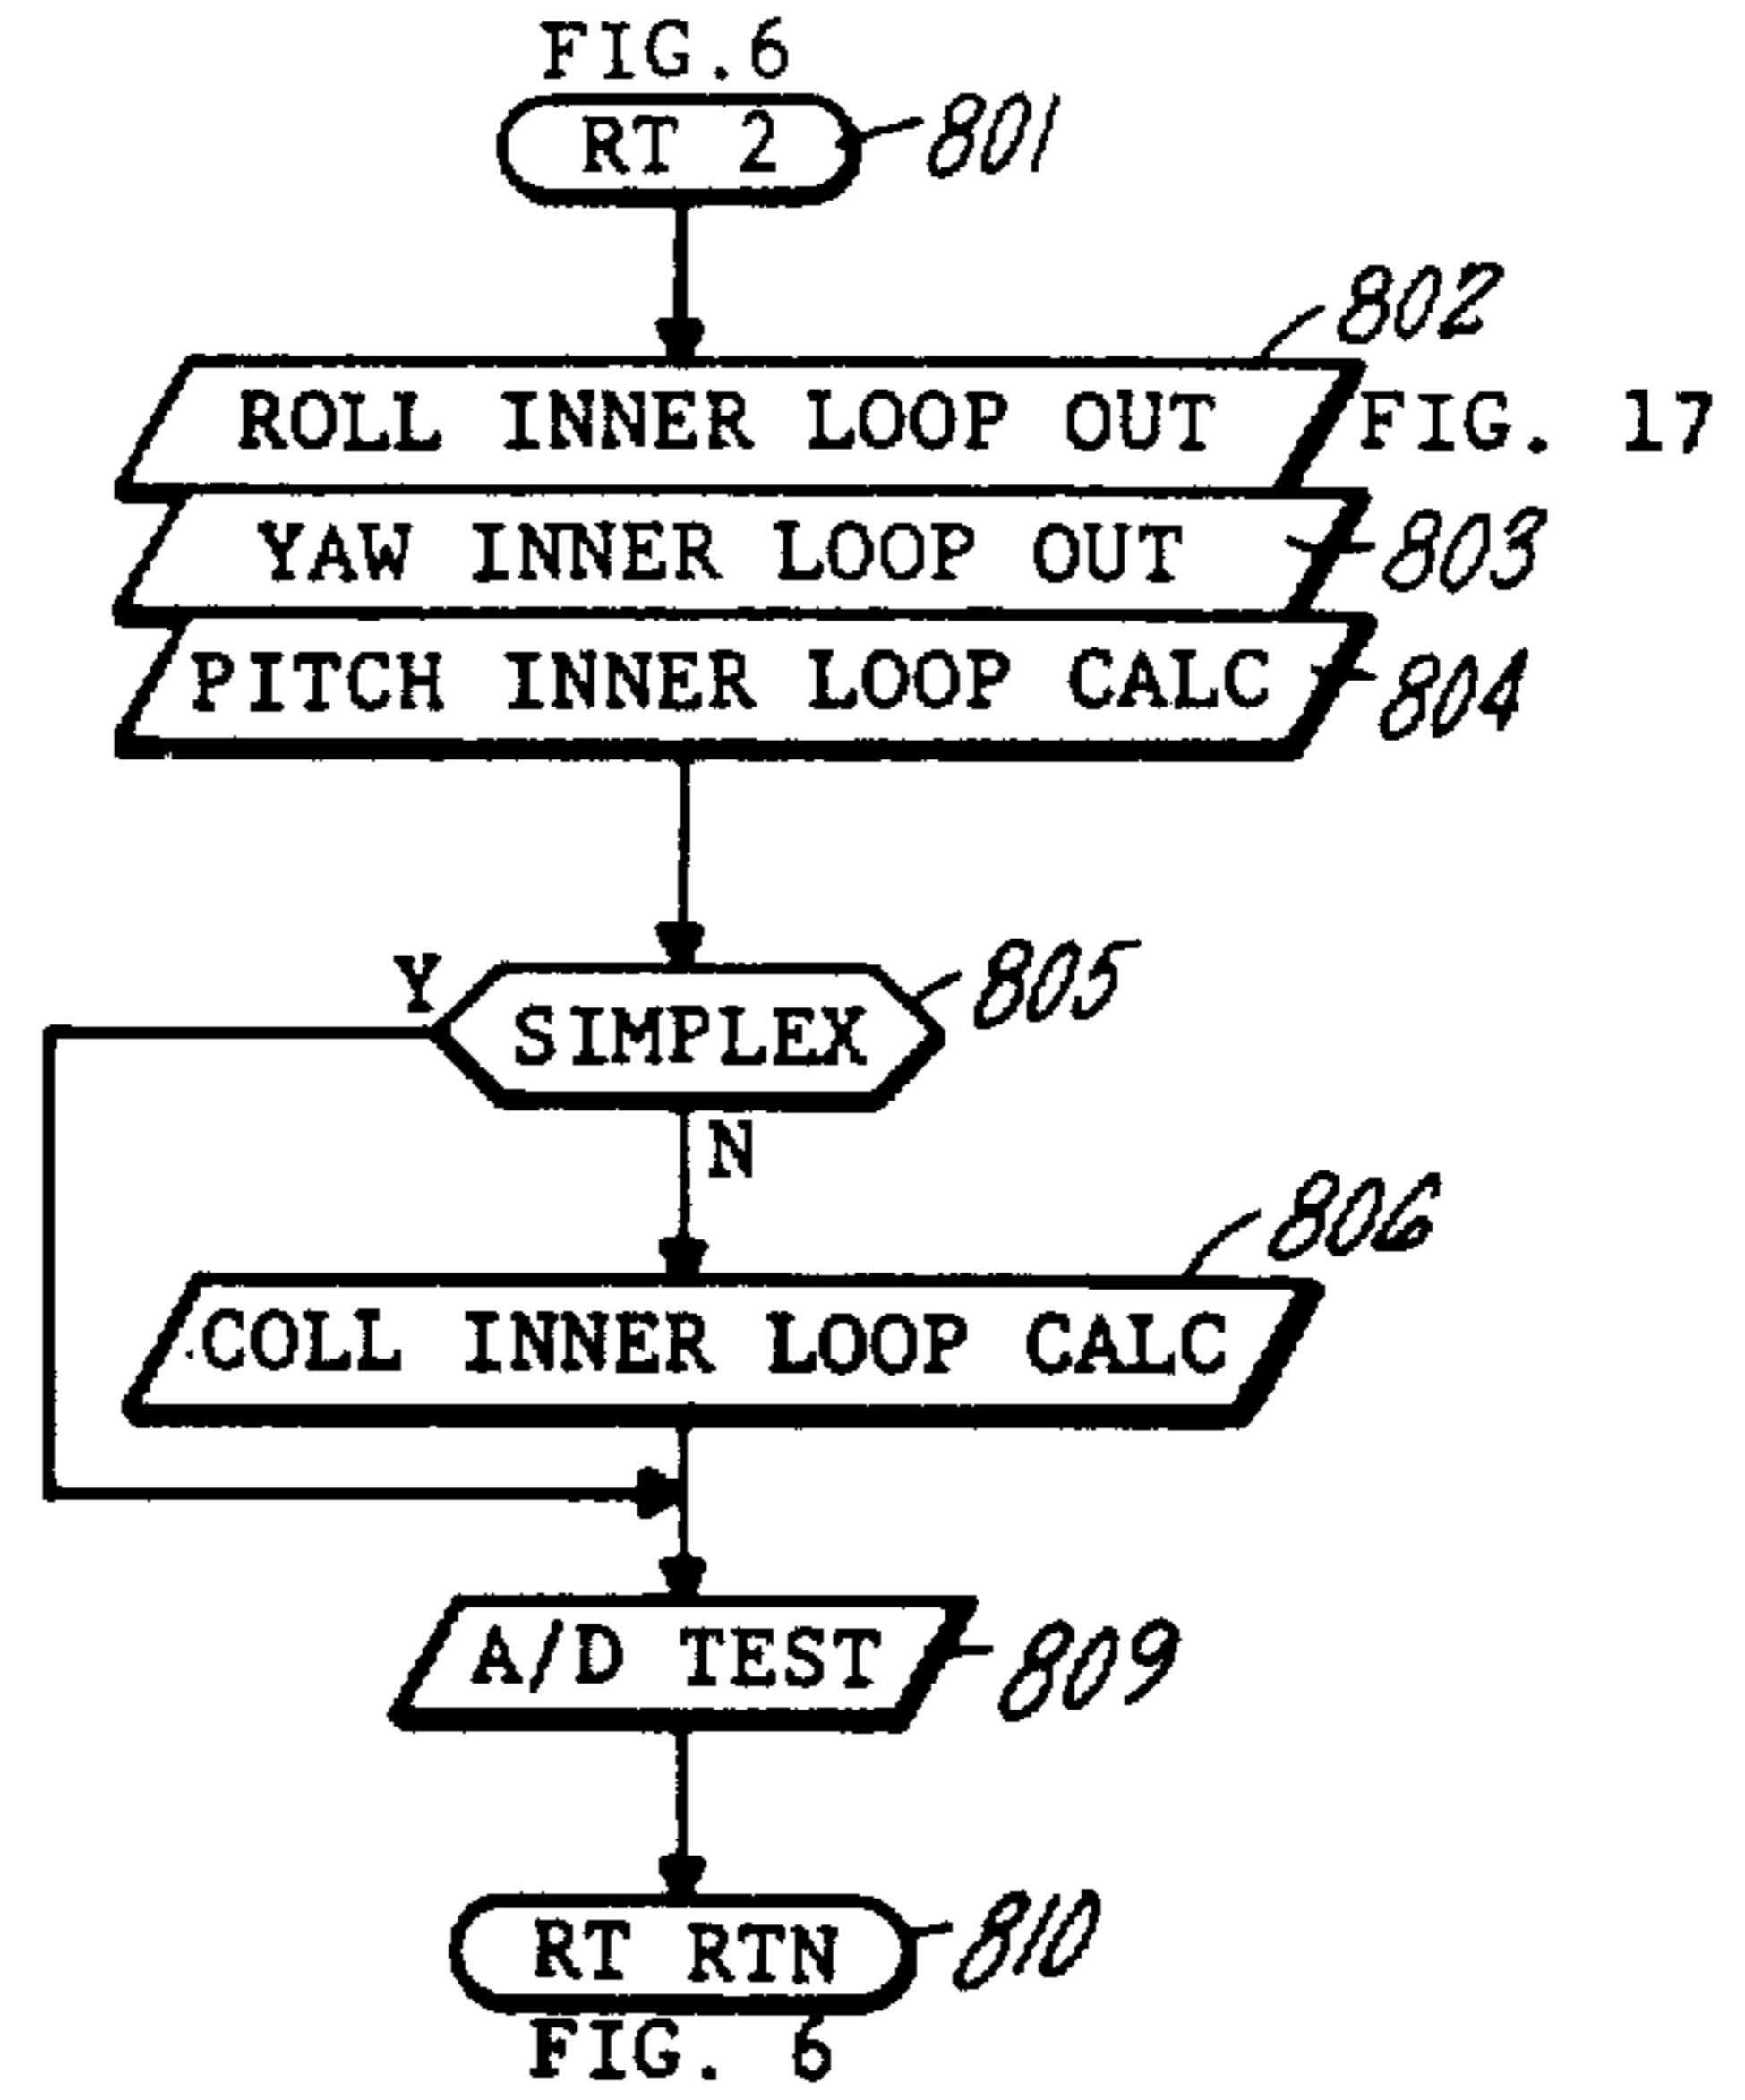 FIG.6
RT 2 801
802
ROLL INNER LOOP OUT FIG. 17
YAW INNER LOOP OUT 803
PITCH INNER LOOP CALC 804
Y
SIMPLEX 805
N
806
COLL INNER LOOP CALC
A/D TEST 809
RT RTN 810
FIG. 6